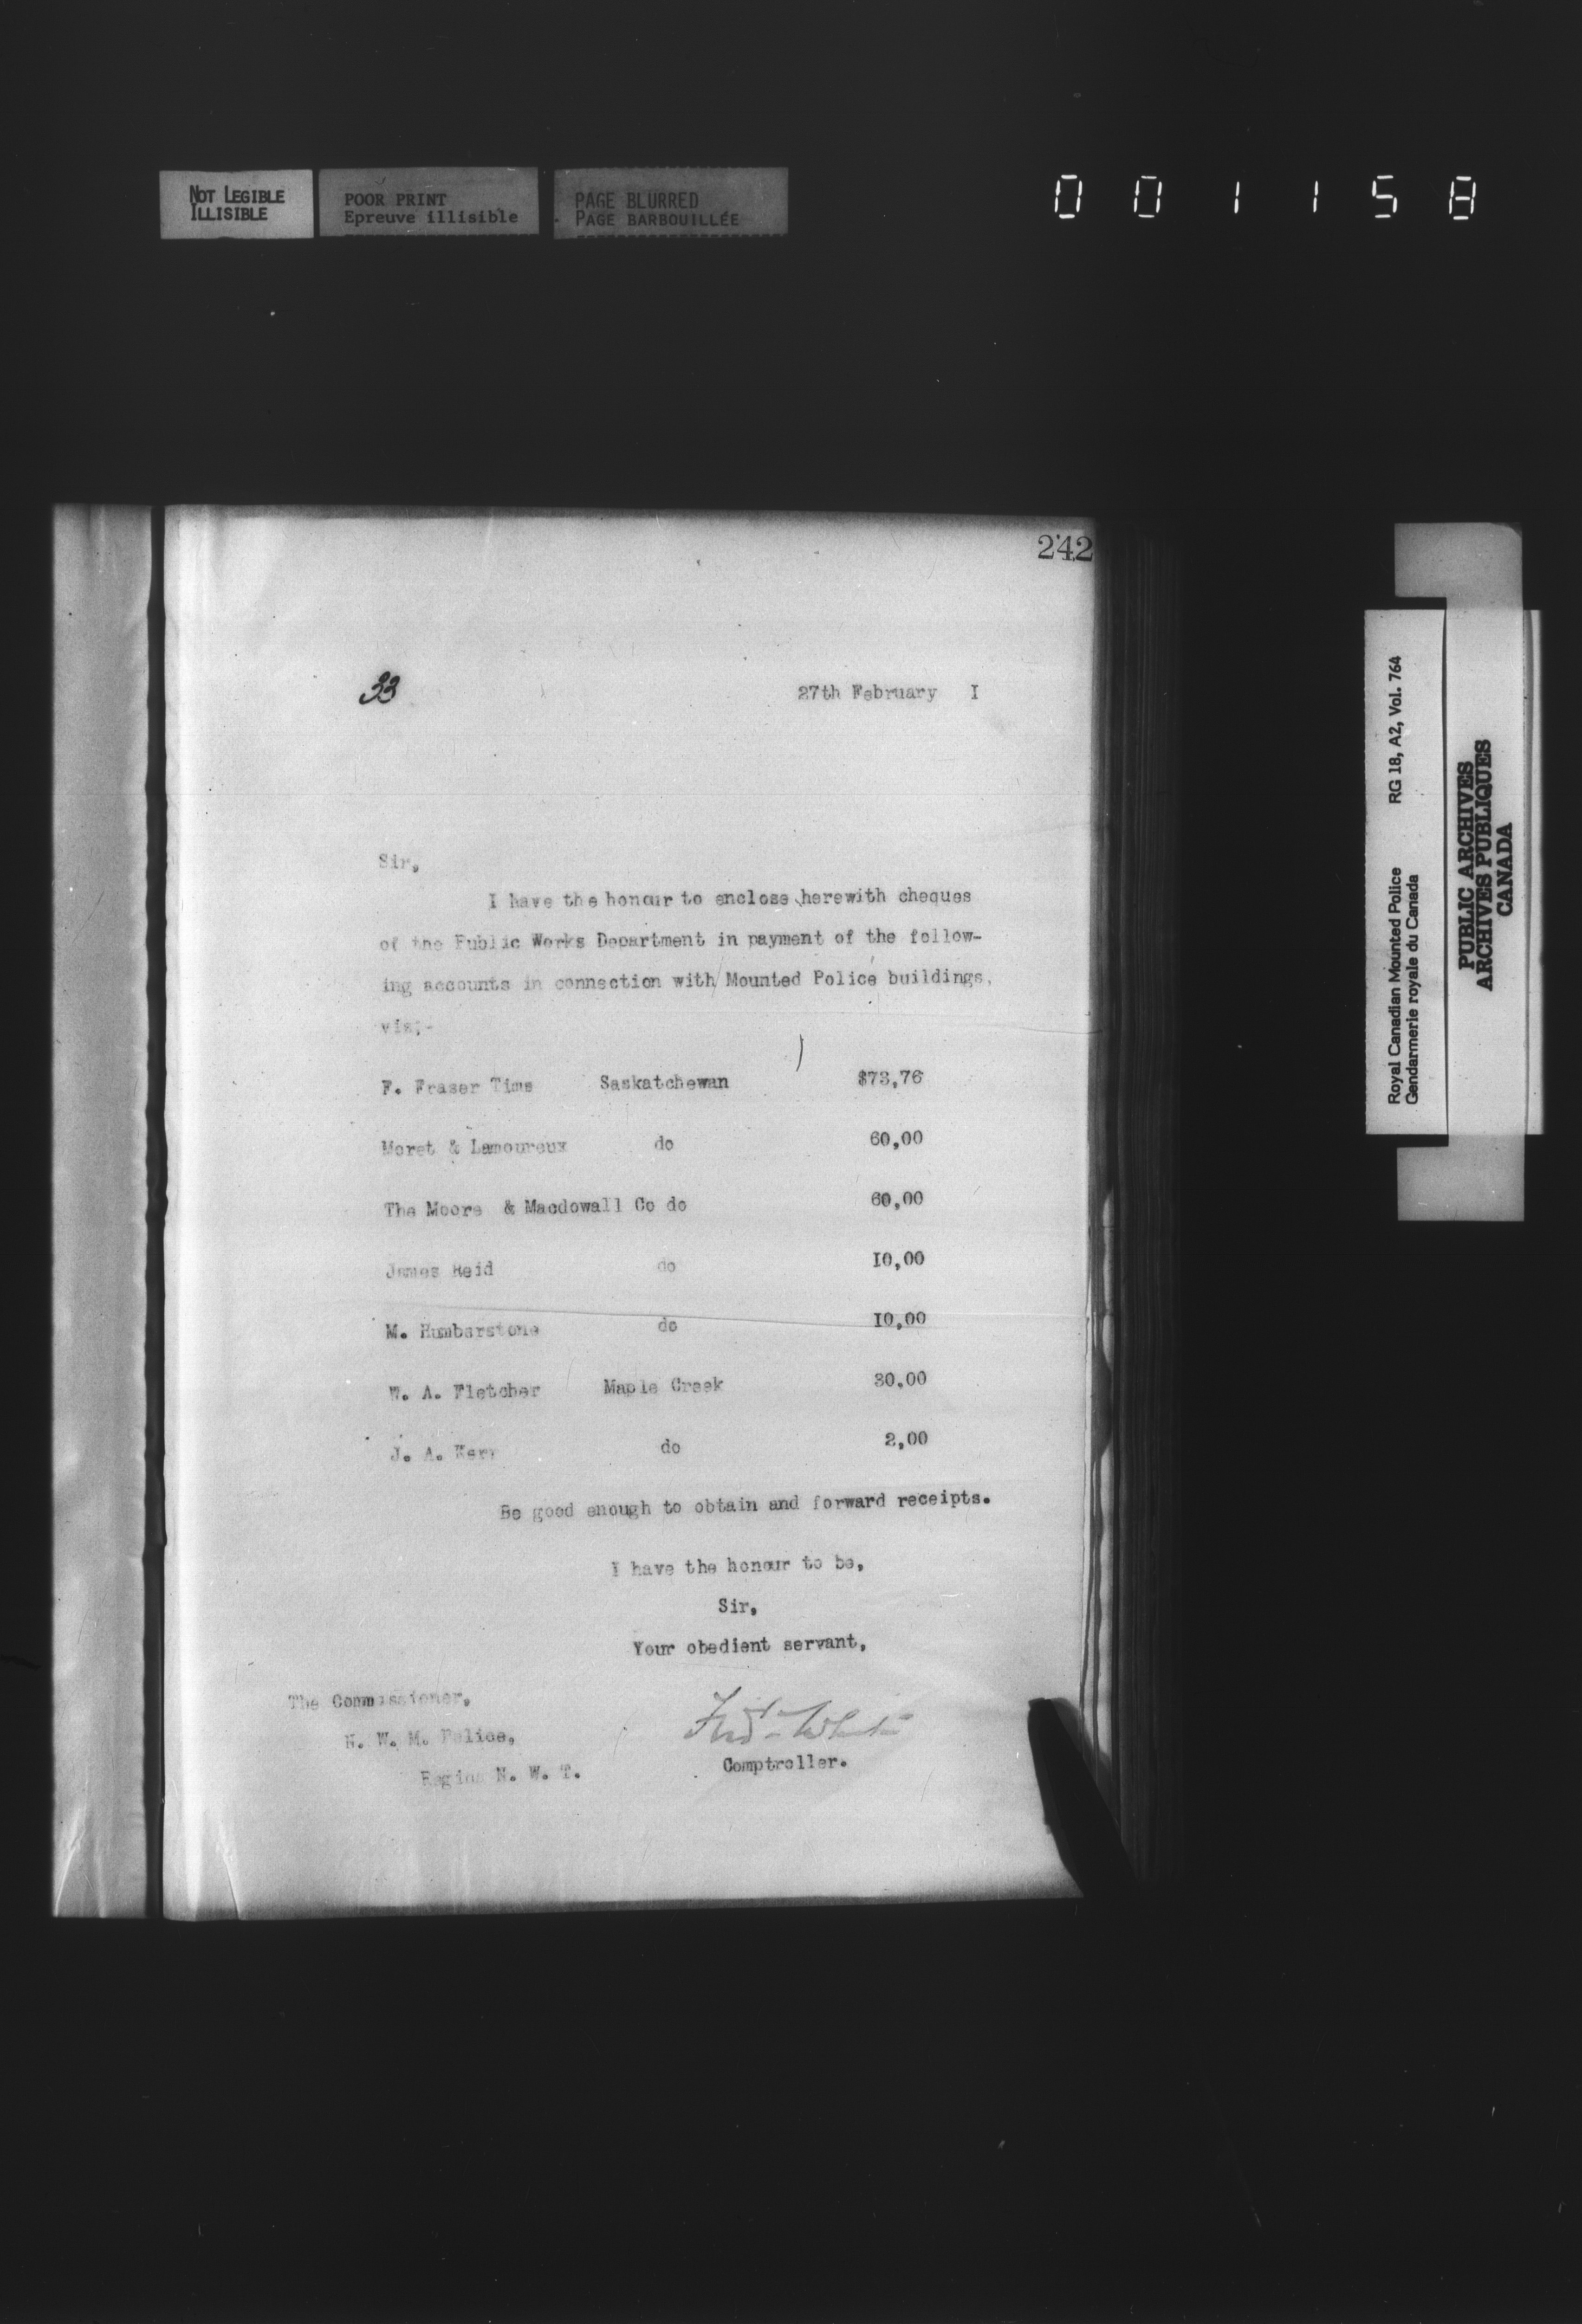 NOT LEGIBLE
ILLISIBLE
POOR PRINT
Epreuve illisible
PAGE BLURRED
PAGE BARBOUILLÉE
0 0 1 1 5 8
242
33
27th February I
Sir,
I have the honour to enclose herewith cheques
of the Public Works Department in payment of the follow-
ing accounts in connection with Mounted Police buildings,
viz;-
F. Fraser Tims Saskatchewan $73,76
Moret & Lamoureux do 60,00
The Moore & Macdowall Co do 60,00
James Reid do I0,00
M. Humberstone do I0,00
W. A. Fletcher Maple Creek 30.00
J. A. Kerr do 2,00
Be good enough to obtain and forward receipts.
I have the honour to be,
Sir,
Your obedient servant,
The Commissioner,
N. W. M. Police,
Regina N. W. T.
Fred White
Comptroller.
Royal Canadian Mounted Police RG 18, A2, Vol. 764
Gendarmerie royale du Canada
PUBLIC ARCHIVES
ARCHIVES PUBLIQUES
CANADA